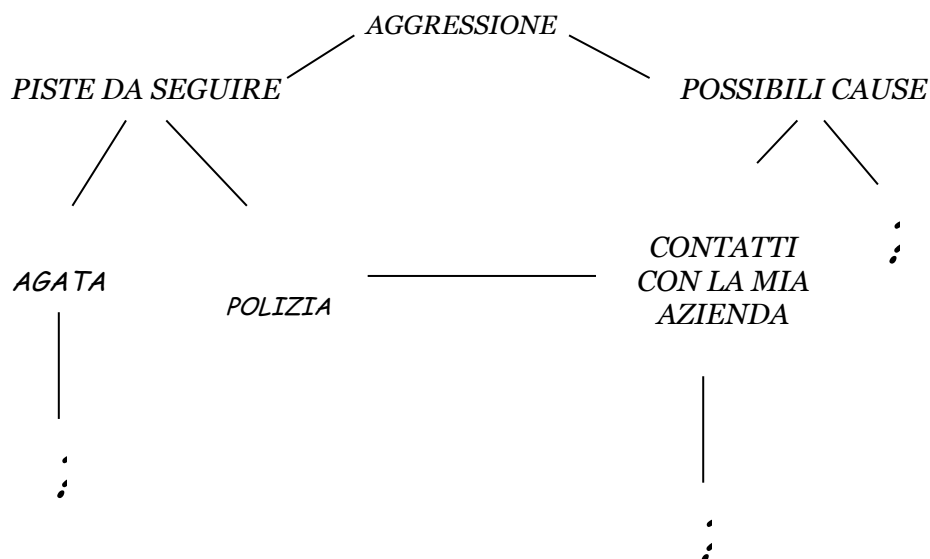 AGGRESSIONE
PISTE DA SEGUIRE
POSSIBILI CAUSE
AGATA
POLIZIA
CONTATTI
CON LA MIA
AZIENDA